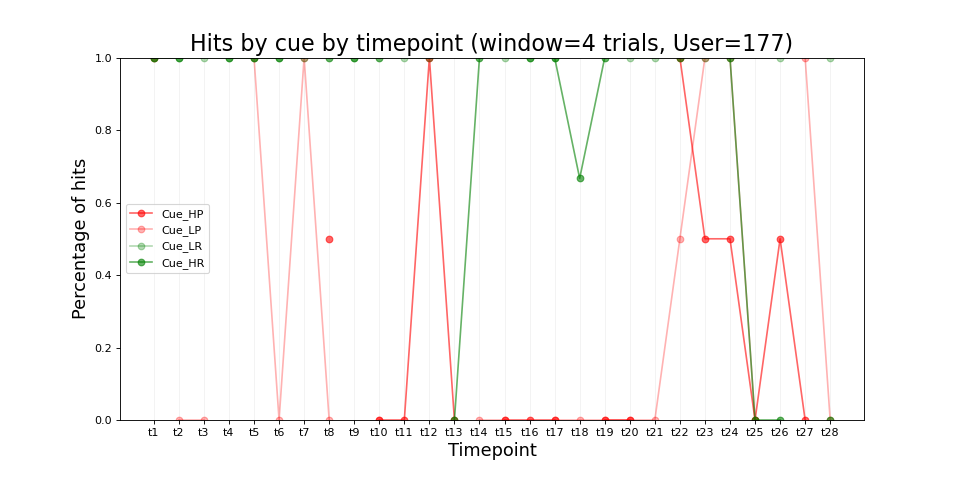 Hits by cue by timepoint (window=4 trials, User=177)
1.0
0.8
0.6
0.4
0.2
0.0
Percentage of hits
Cue_HP
Cue_LP
Cue_LR
Cue_HR
t1 t2 t3 t4 t5 t6 t7 t8 t9 t10 t11 t12 t13 t14 t15 t16 t17 t18 t19 t20 t21 t22 t23 t24 t25 t26 t27 t28
Timepoint